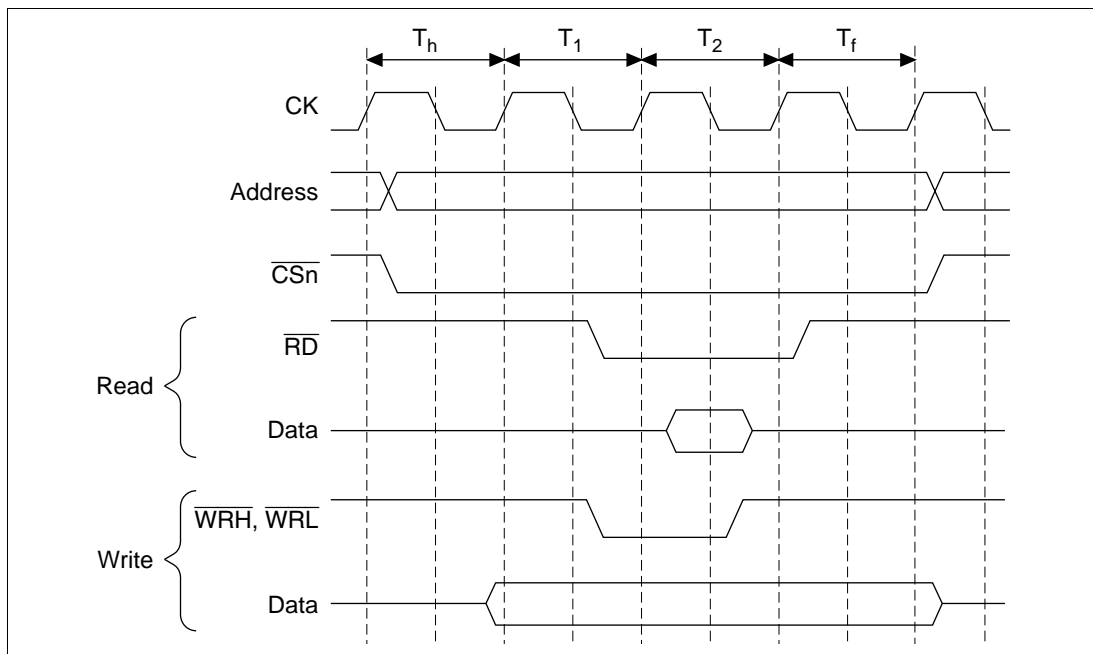 Th T1 T2 Tf
CK
Address
CSn
RD
Read
Data
WRH, WRL
Write
Data